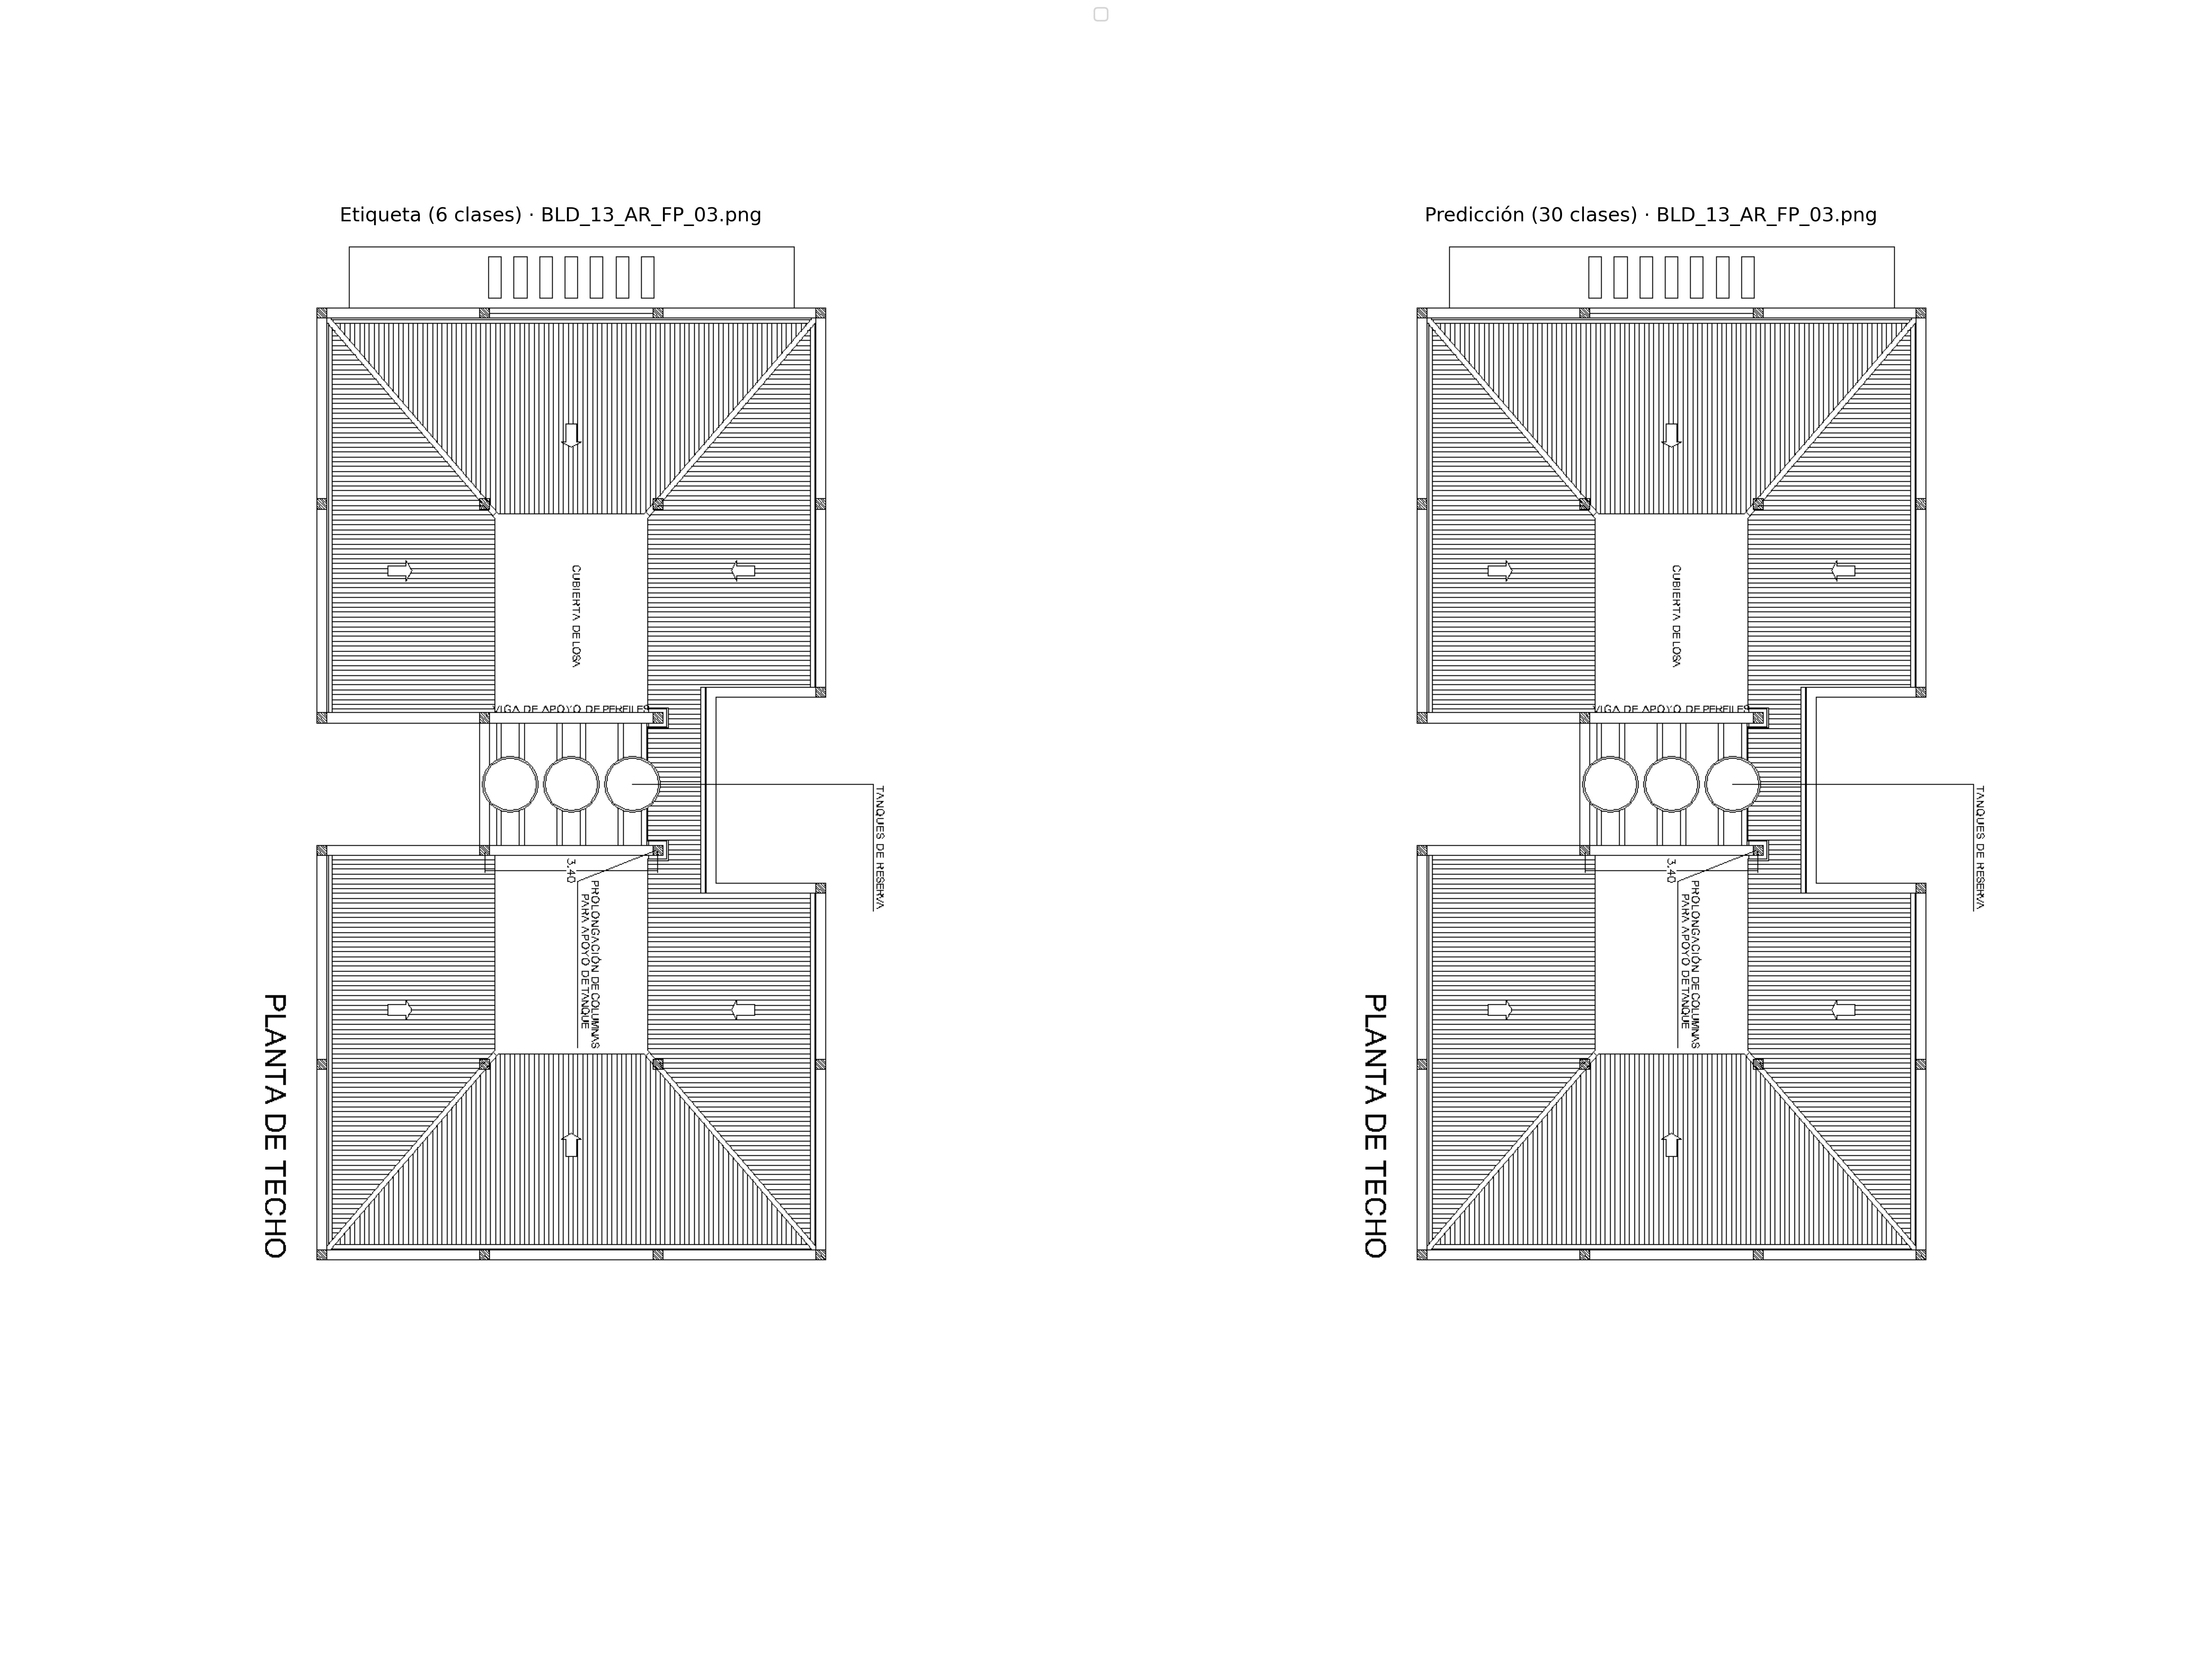 Etiqueta (6 clases) · BLD_13_AR_FP_03.png
CUBIERTA DE LOSA
VIGA DE APOYO DE PERFILES
TANQUES DE RESERVA
3.40
PROLONGACIÓN DE COLUMNAS
PARA APOYO DE TANQUE
PLANTA DE TECHO
Predicción (30 clases) · BLD_13_AR_FP_03.png
CUBIERTA DE LOSA
VIGA DE APOYO DE PERFILES
TANQUES DE RESERVA
3.40
PROLONGACIÓN DE COLUMNAS
PARA APOYO DE TANQUE
PLANTA DE TECHO